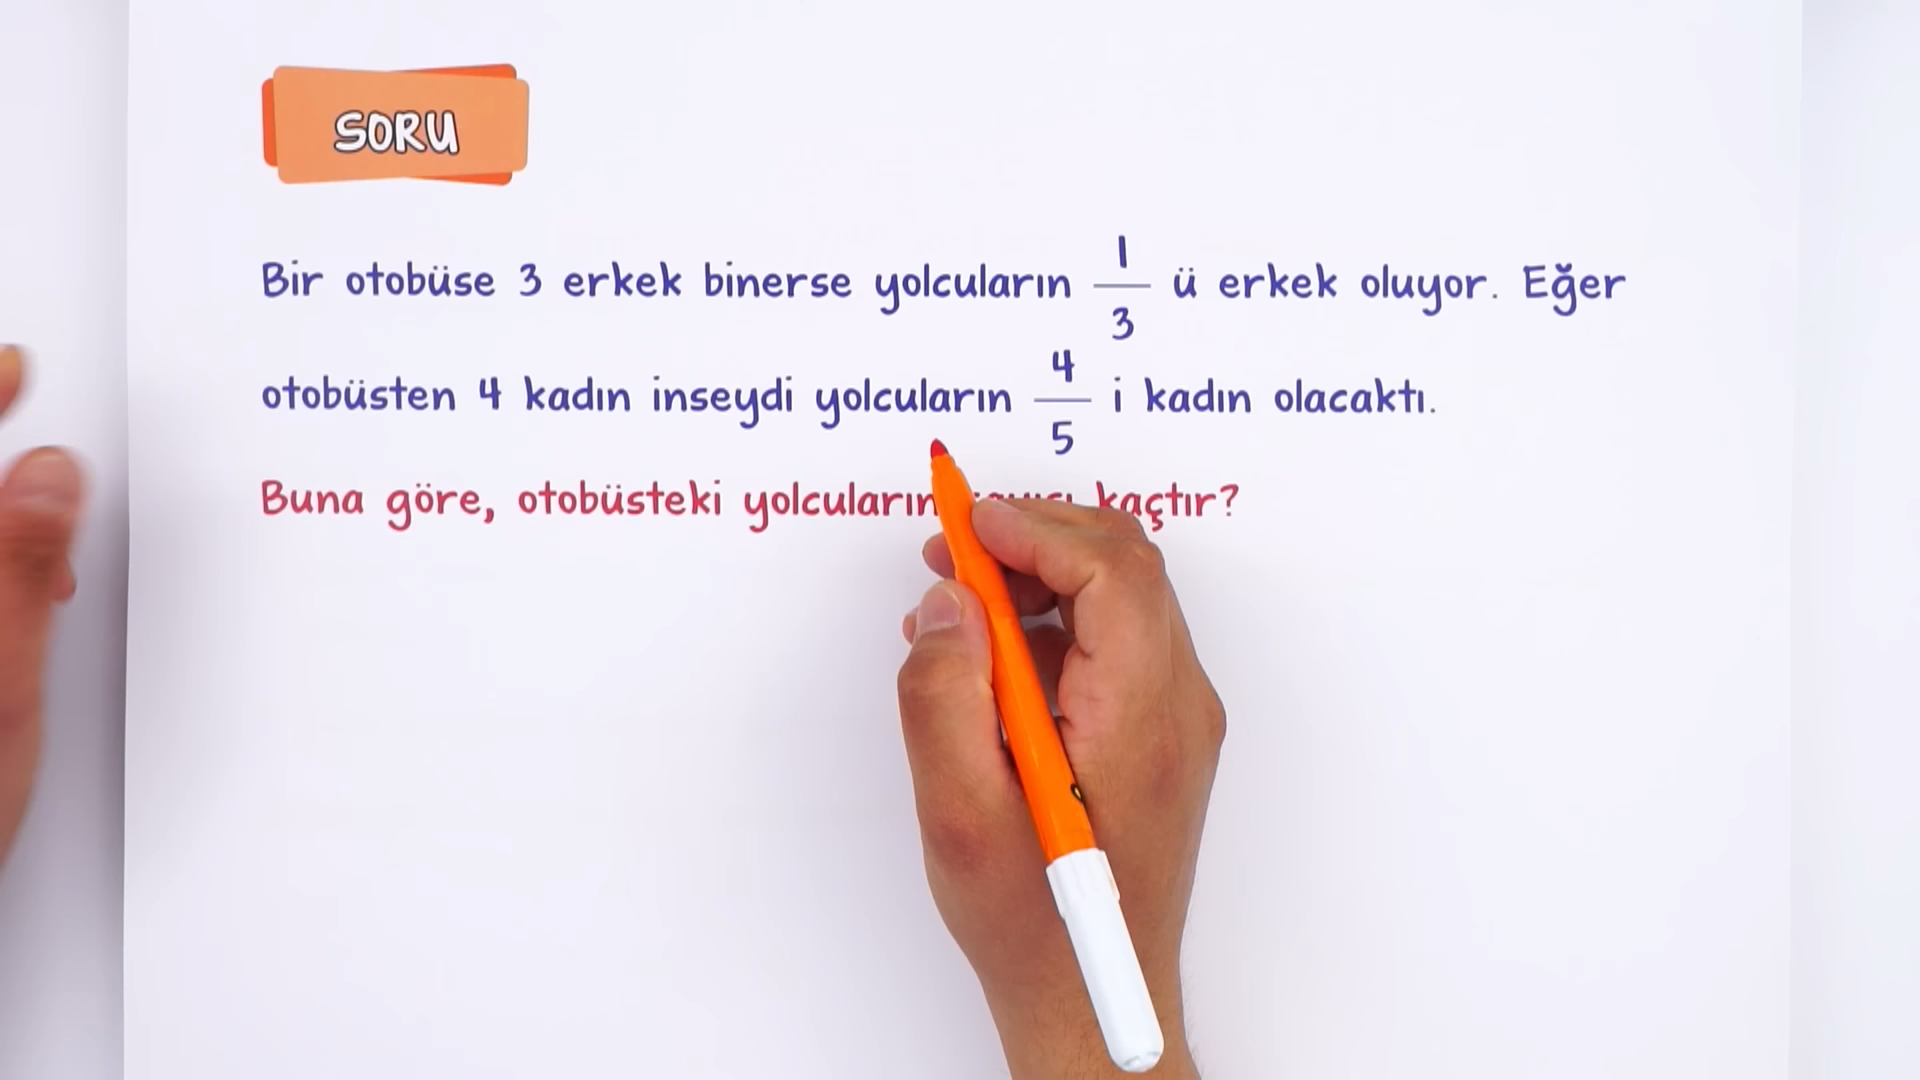 SORU
Bir otobüse 3 erkek binerse yolcuların 1/3 ü erkek oluyor. Eğer
otobüsten 4 kadın inseydi yolcuların 4/5 i kadın olacaktı.
Buna göre, otobüsteki yolcuların kaçtır?